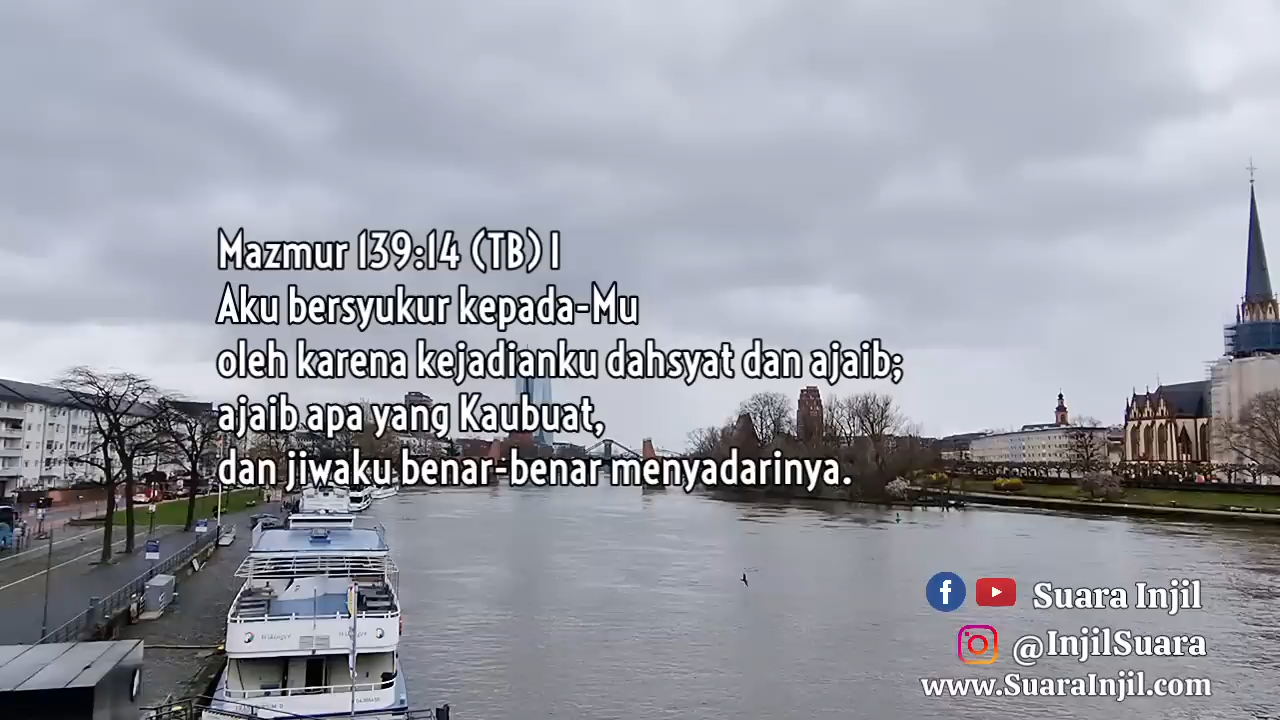 Mazmur 139:14 (TB) |
Aku bersyukur kepada-Mu
oleh karena kejadianku dahsyat dan ajaib;
ajaib apa yang Kaubuat,
dan jiwaku benar-benar menyadarinya.
Suara Injil
@InjilSuara
www.SuaraInjil.com